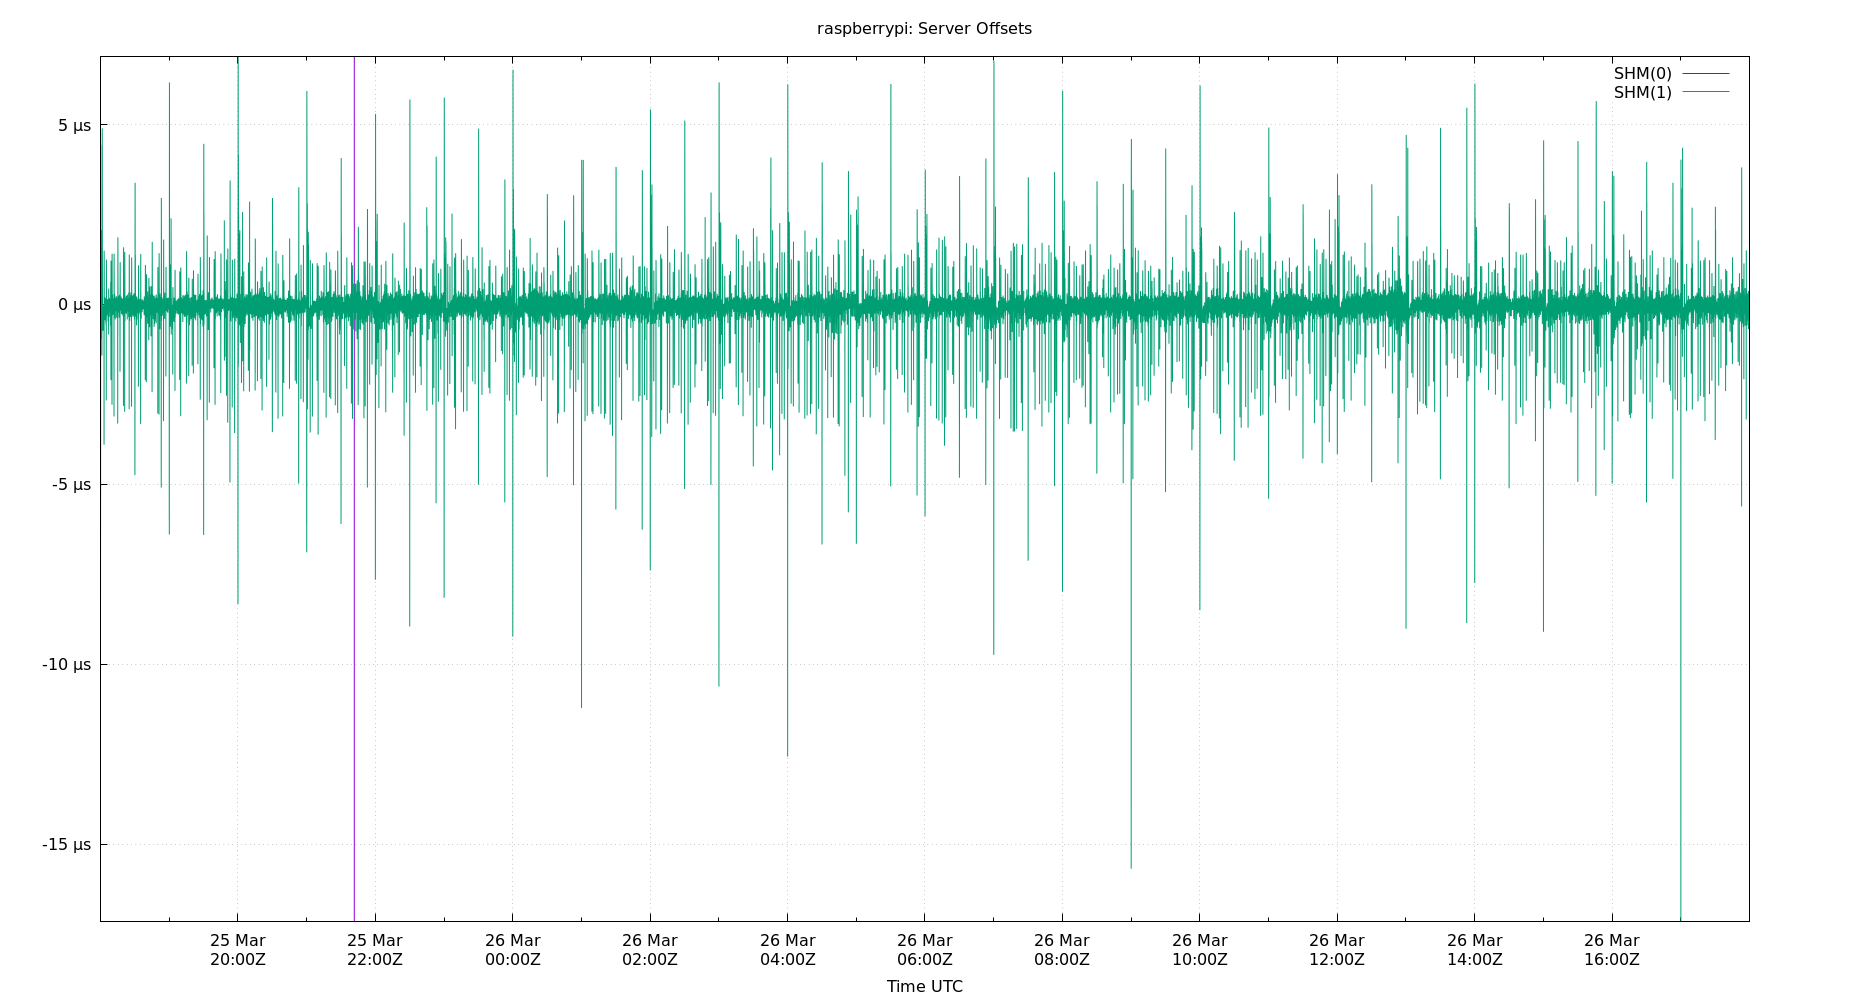 raspberrypi: Server Offsets
SHM(0)
SHM(1)
5 µs
0 µs
-5 µs
-10 µs
-15 µs
25 Mar 25 Mar 26 Mar 26 Mar 26 Mar 26 Mar 26 Mar 26 Mar 26 Mar 26 Mar 26 Mar
20:00Z 22:00Z 00:00Z 02:00Z 04:00Z 06:00Z 08:00Z 10:00Z 12:00Z 14:00Z 16:00Z
Time UTC